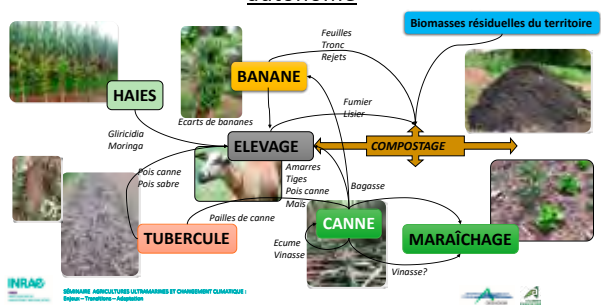 autonome
Biomasses résiduelles du territoire
Feuilles
Tronc
Rejets
BANANE
HAIES
Ecarts de bananes
Fumier
Lisier
Gliricidia
Moringa
ELEVAGE
COMPOSTAGE
Pois canne
Pois sabre
Amarres
Tiges
Pois canne
Maïs
Bagasse
Pailles de canne
CANNE
TUBERCULE
MARAÎCHAGE
Ecume
Vinasse
Vinasse?
INRAE
SÉMINAIRE AGRICULTURES ULTRAMARINES ET CHANGEMENT CLIMATIQUE :
Enjeux – Transitions – Adaptation